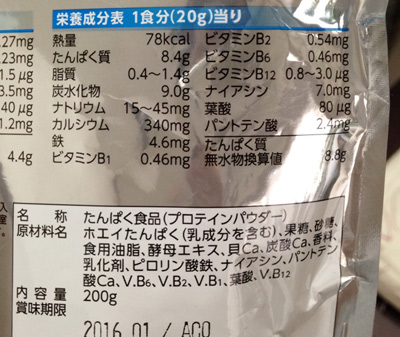 栄養成分表 1食分(20g)当り
.27mg 熱量 78kcal ビタミンB2 0.54mg
.23mg たんぱく質 8.4g ビタミンB6 0.46mg
1.5μg 脂質 0.4〜1.4g ビタミンB12 0.8〜3.0μg
3.5mg 炭水化物 9.0g ナイアシン 7.0mg
40μg ナトリウム 15〜45mg 葉酸 80μg
1.2mg カルシウム 340mg パントテン酸 2.4mg
鉄 4.6mg たんぱく質
4.4g ビタミンB1 0.46mg 無水物換算値 8.8g
名称 たんぱく食品(プロテインパウダー)
原材料名 ホエイたんぱく(乳成分を含む)、果糖、砂糖、
食用油脂、酵母エキス、貝Ca、炭酸Ca、香料、
乳化剤、ピロリン酸鉄、ナイアシン、パントテン
酸Ca、V.B6、V.B2、V.B1、葉酸、V.B12
内容量 200g
賞味期限
2016.01 / ACO